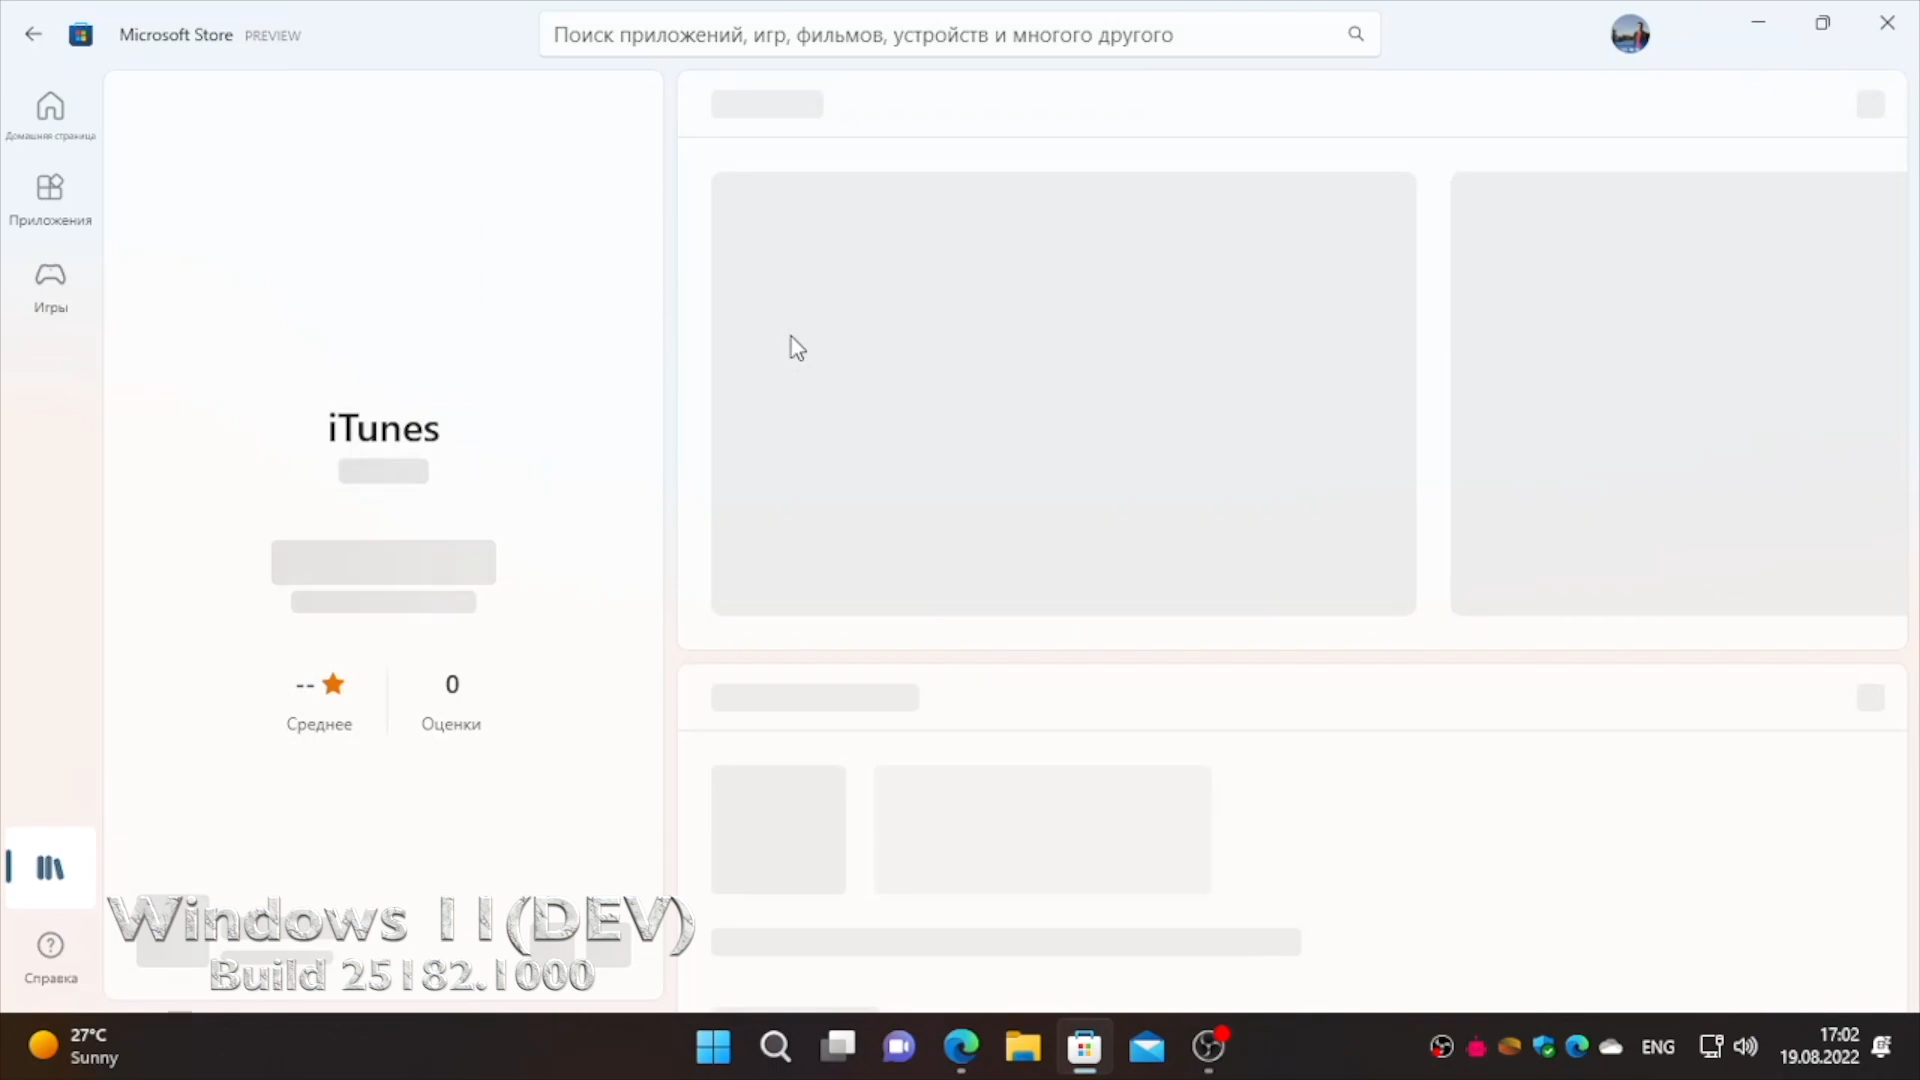 Microsoft Store PREVIEW
Поиск приложений, игр, фильмов, устройств и многого другого
Домашняя страница
Приложения
Игры
iTunes
--
0
Среднее
Оценки
Справка
Windows 11(DEV)
Build 25182.1000
27°C
Sunny
ENG
17:02
19.08.2022